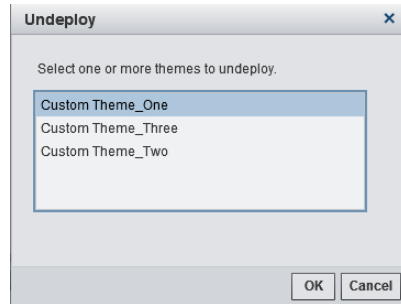 Undeploy
Select one or more themes to undeploy.
Custom Theme_One
Custom Theme_Three
Custom Theme_Two
OK Cancel